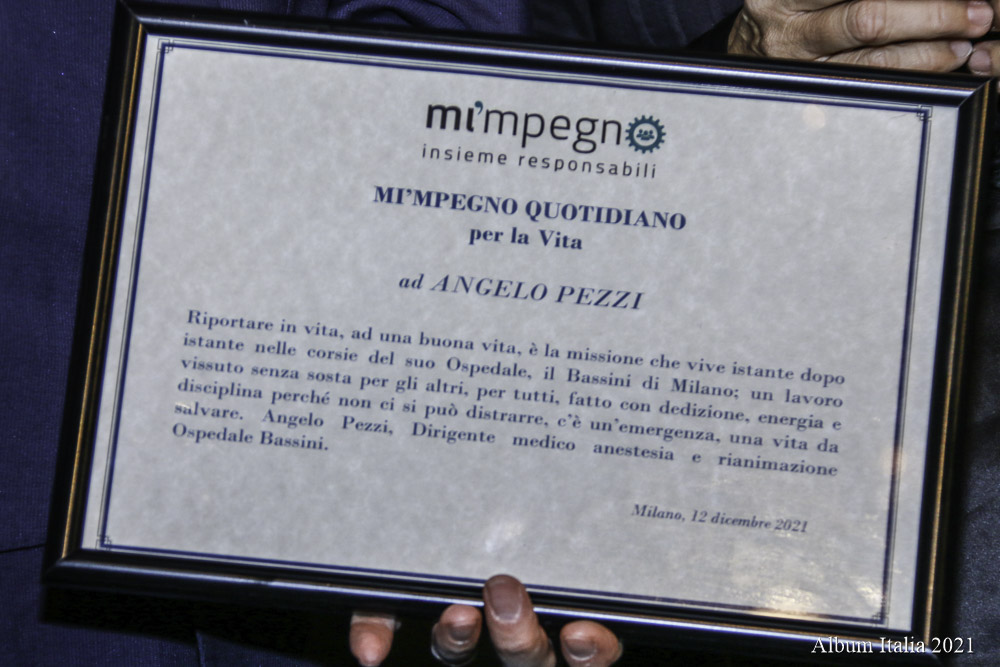 mi'mpegno
insieme responsabili
MI'MPEGNO QUOTIDIANO
per la Vita
ad ANGELO PEZZI
Riportare in vita, ad una buona vita, è la missione che vive istante dopo
istante nelle corsie del suo Ospedale, il Bassini di Milano; un lavoro
vissuto senza sosta per gli altri, per tutti, fatto con dedizione, energia e
disciplina perché non ci si può distrarre, c'è un'emergenza, una vita da
salvare. Angelo Pezzi, Dirigente medico anestesia e rianimazione
Ospedale Bassini.
Milano, 12 dicembre 2021
Album Italia 2021